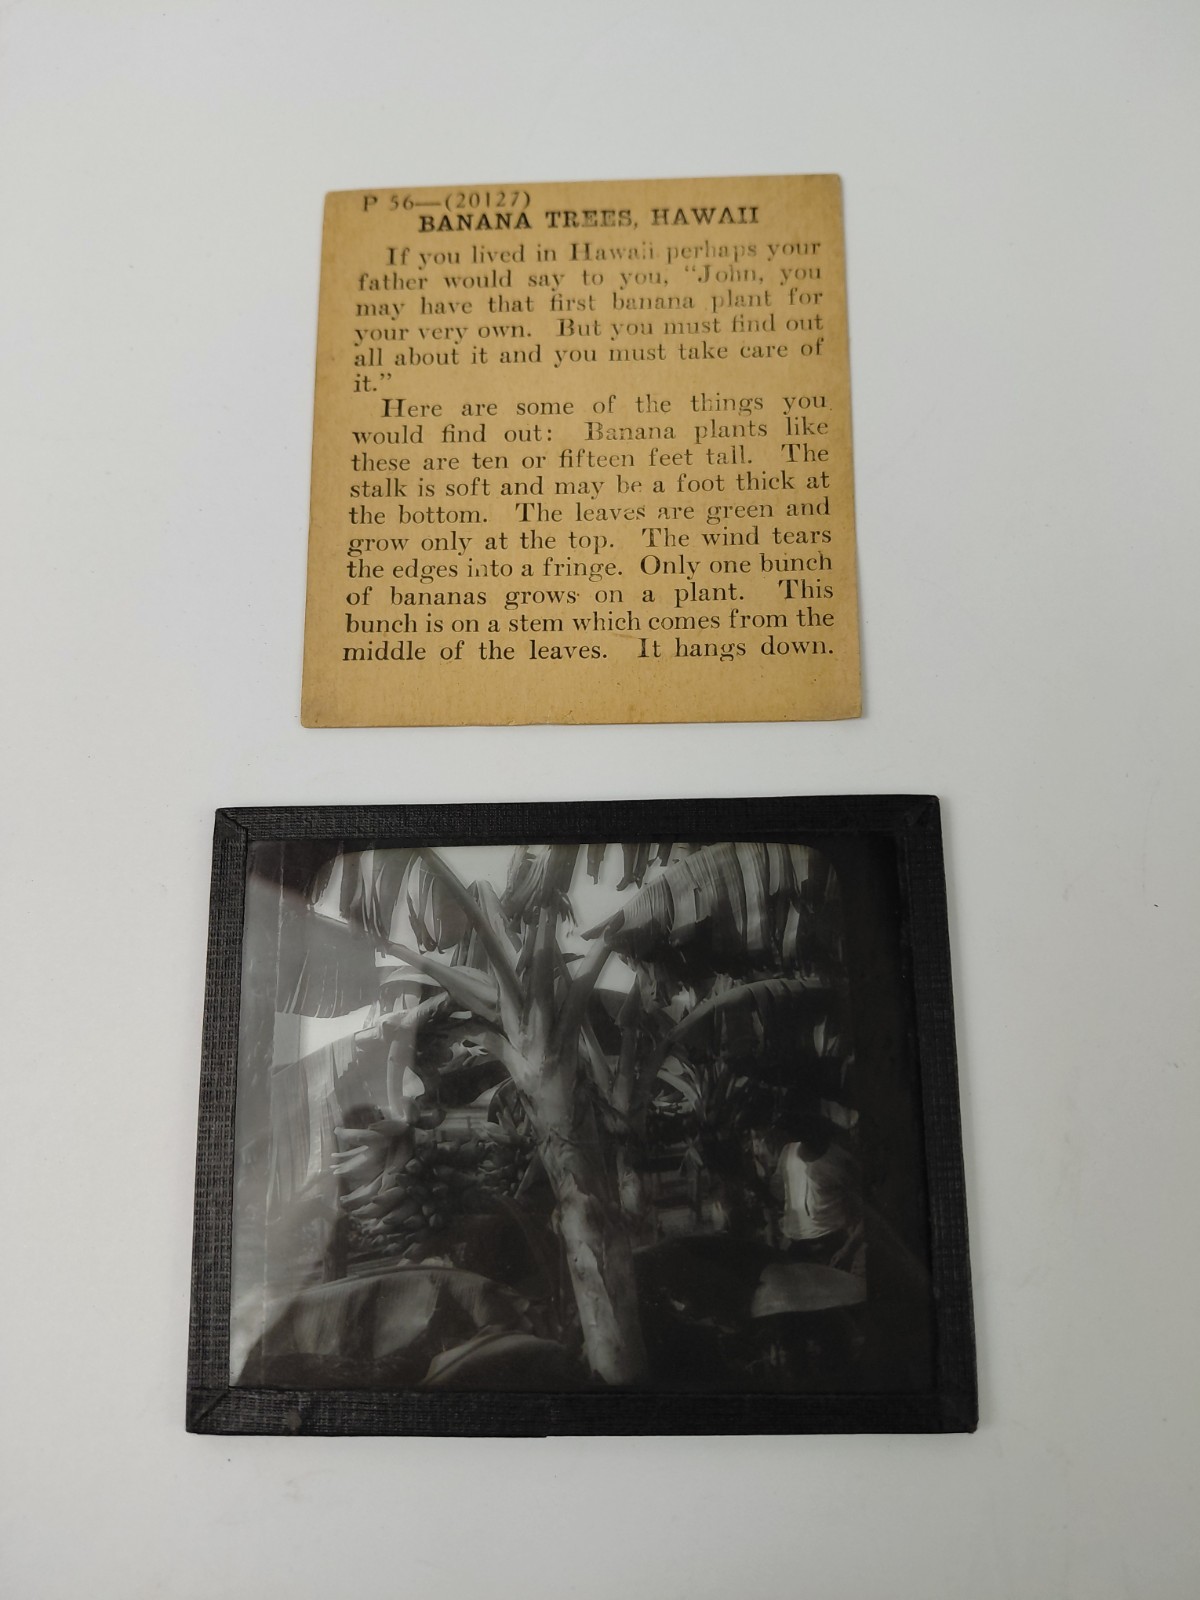 P 56—(20127)
BANANA TREES, HAWAII
If you lived in Hawaii perhaps your
father would say to you, “John, you
may have that first banana plant for
your very own. But you must find out
all about it and you must take care of
it.”
Here are some of the things you
would find out: Banana plants like
these are ten or fifteen feet tall. The
stalk is soft and may be a foot thick at
the bottom. The leaves are green and
grow only at the top. The wind tears
the edges into a fringe. Only one bunch
of bananas grows on a plant. This
bunch is on a stem which comes from the
middle of the leaves. It hangs down.